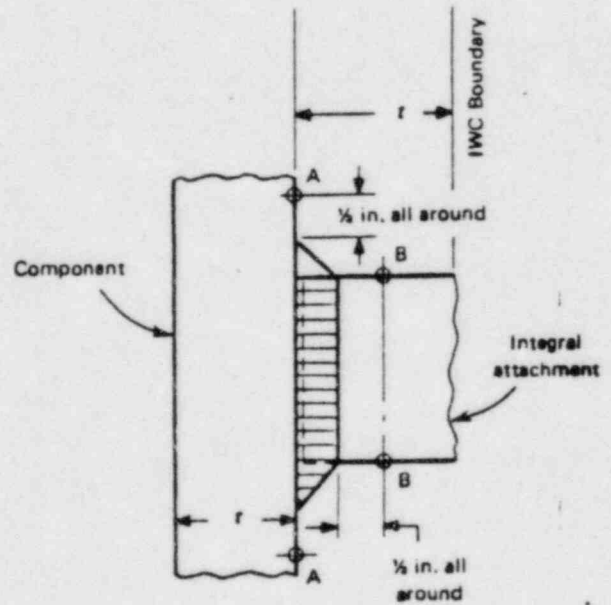 IWC Boundary
r
A
½ in. all around
B
Component
Integral
attachment
B
r
A
½ in. all
around